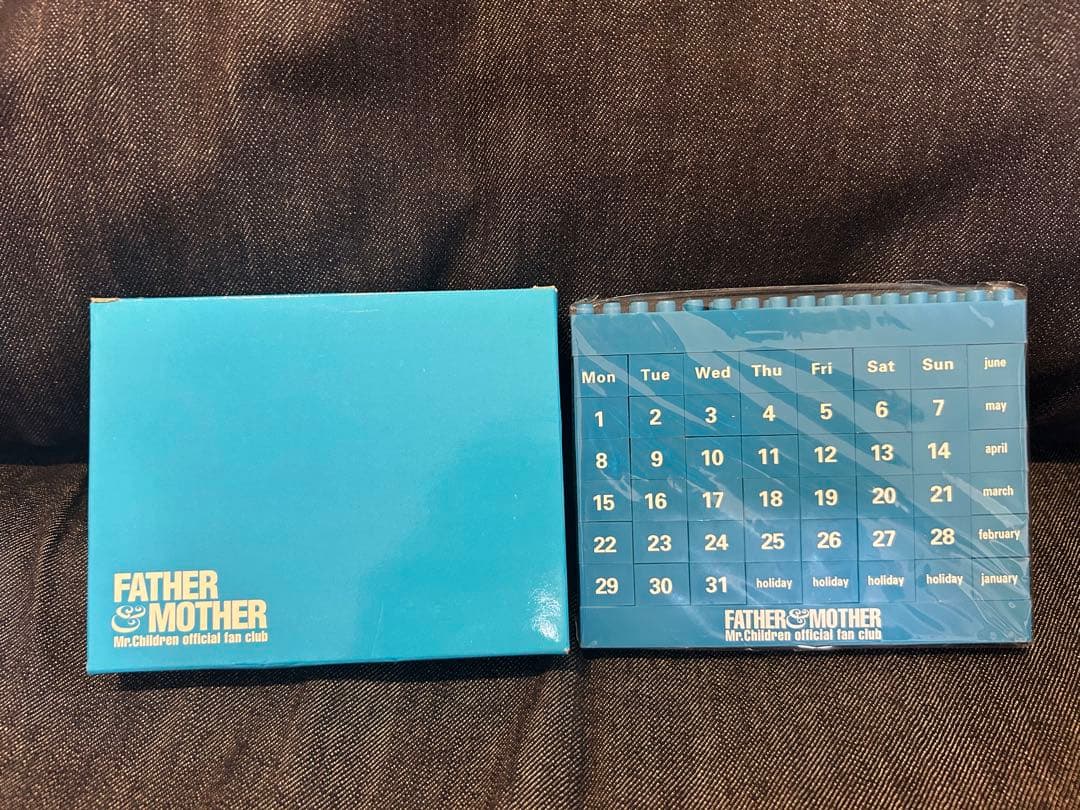 FATHER
& MOTHER
Mr.Children official fan club
Mon Tue Wed Thu Fri Sat Sun june
1 2 3 4 5 6 7 may
8 9 10 11 12 13 14 april
15 16 17 18 19 20 21 march
22 23 24 25 26 27 28 february
29 30 31 holiday holiday holiday holiday january
FATHER & MOTHER
Mr.Children official fan club